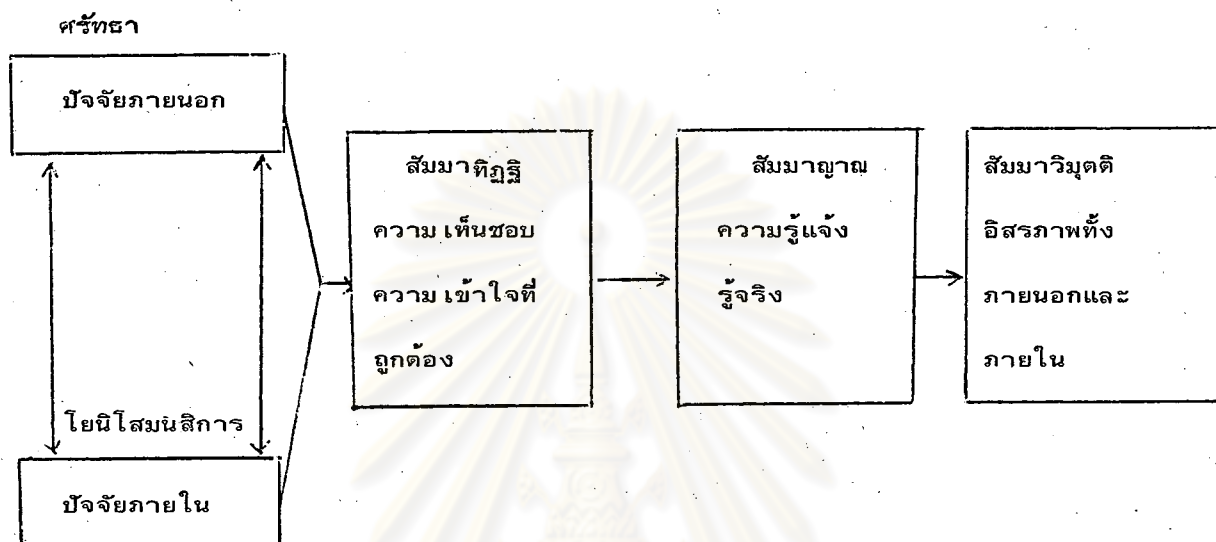 ศรัทธา
ปัจจัยภายนอก
โยนิโสมนสิการ
ปัจจัยภายใน
สัมมาทิฏฐิ
ความเห็นชอบ
ความเข้าใจที่
ถูกต้อง
สัมมาญาณ
ความรู้แจ้ง
รู้จริง
สัมมาวิมุตติ
อิสรภาพทั้ง
ภายนอกและ
ภายใน